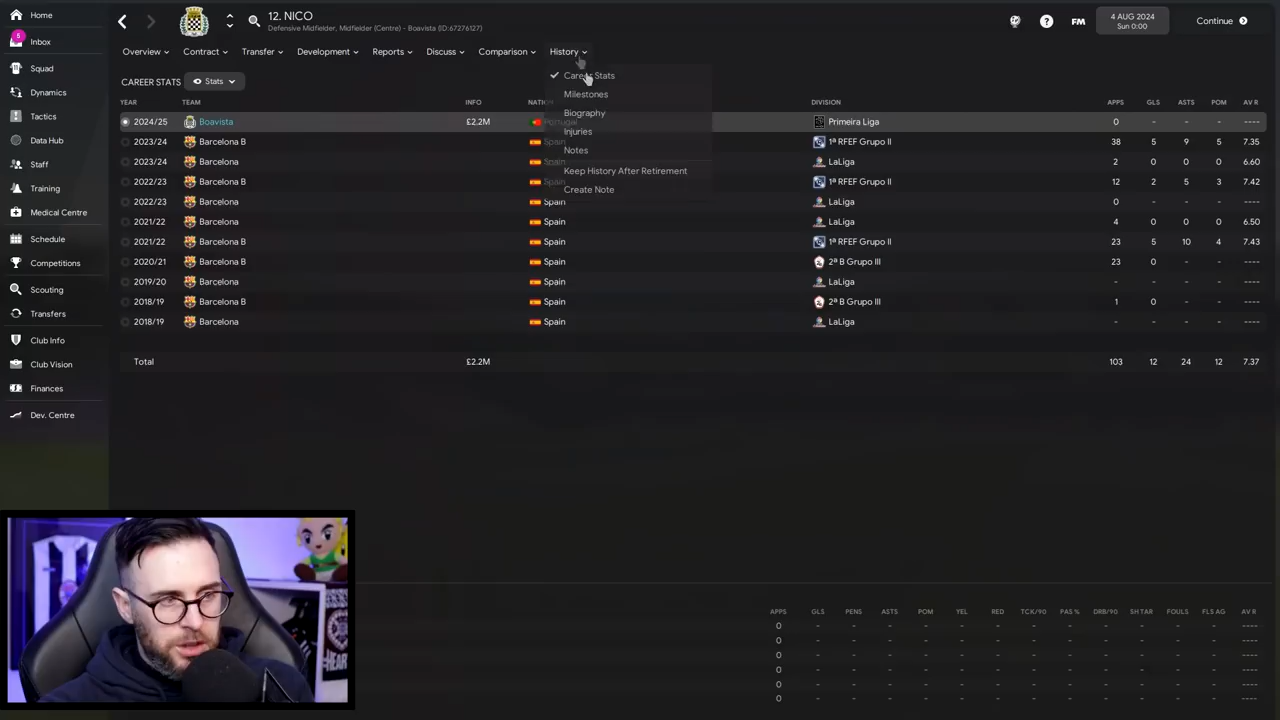 Home
Inbox
5
Squad
Dynamics
Tactics
Data Hub
Staff
Training
Medical Centre
Schedule
Competitions
Scouting
Transfers
Club Info
Club Vision
Finances
Dev. Centre
12. NICO
Defensive Midfielder, Midfielder (Centre) - Boavista (ID:67276127)
FM
4 AUG 2024
Sun 0:00
Continue
Overview Contract Transfer Development Reports Discuss Comparison History
CAREER STATS Stats
Career Stats
Milestones
Biography
Injuries
Notes
Keep History After Retirement
Create Note
YEAR TEAM INFO NATION DIVISION APPS GLS ASTS POM AV R
2024/25 Boavista £2.2M Portugal Primeira Liga 0 - - - ----
2023/24 Barcelona B Spain 1ª RFEF Grupo II 38 5 9 5 7.35
2023/24 Barcelona Spain LaLiga 2 0 0 0 6.60
2022/23 Barcelona B Spain 1ª RFEF Grupo II 12 2 5 3 7.42
2022/23 Barcelona Spain LaLiga 0 - - - ----
2021/22 Barcelona Spain LaLiga 4 0 0 0 6.50
2021/22 Barcelona B Spain 1ª RFEF Grupo II 23 5 10 4 7.43
2020/21 Barcelona B Spain 2ª B Grupo III 23 0 - - ----
2019/20 Barcelona Spain LaLiga - - - - ----
2018/19 Barcelona B Spain 2ª B Grupo III 1 0 - - ----
2018/19 Barcelona Spain LaLiga - - - - ----
Total £2.2M 103 12 24 12 7.37
APPS GLS PENS ASTS POM YEL RED TCK/90 PAS % DRB/90 SH TAR FOULS FLS AG AV R
0 - - - - - - - - - - - - ----
0 - - - - - - - - - - - - ----
0 - - - - - - - - - - - - ----
0 - - - - - - - - - - - - ----
0 - - - - - - - - - - - - ----
0 - - - - - - - - - - - - ----